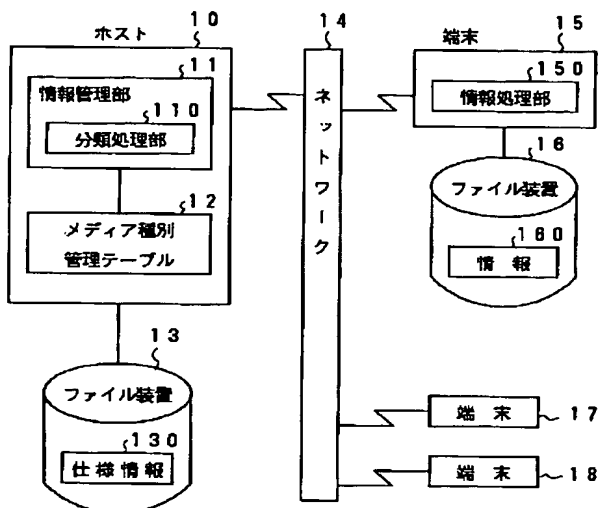 ホスト
10
11
情報管理部
110
分類処理部
12
メディア種別
管理テーブル
13
ファイル装置
130
仕様情報
14
ネットワーク
端末
15
150
情報処理部
16
ファイル装置
160
情報
端末
17
端末
18